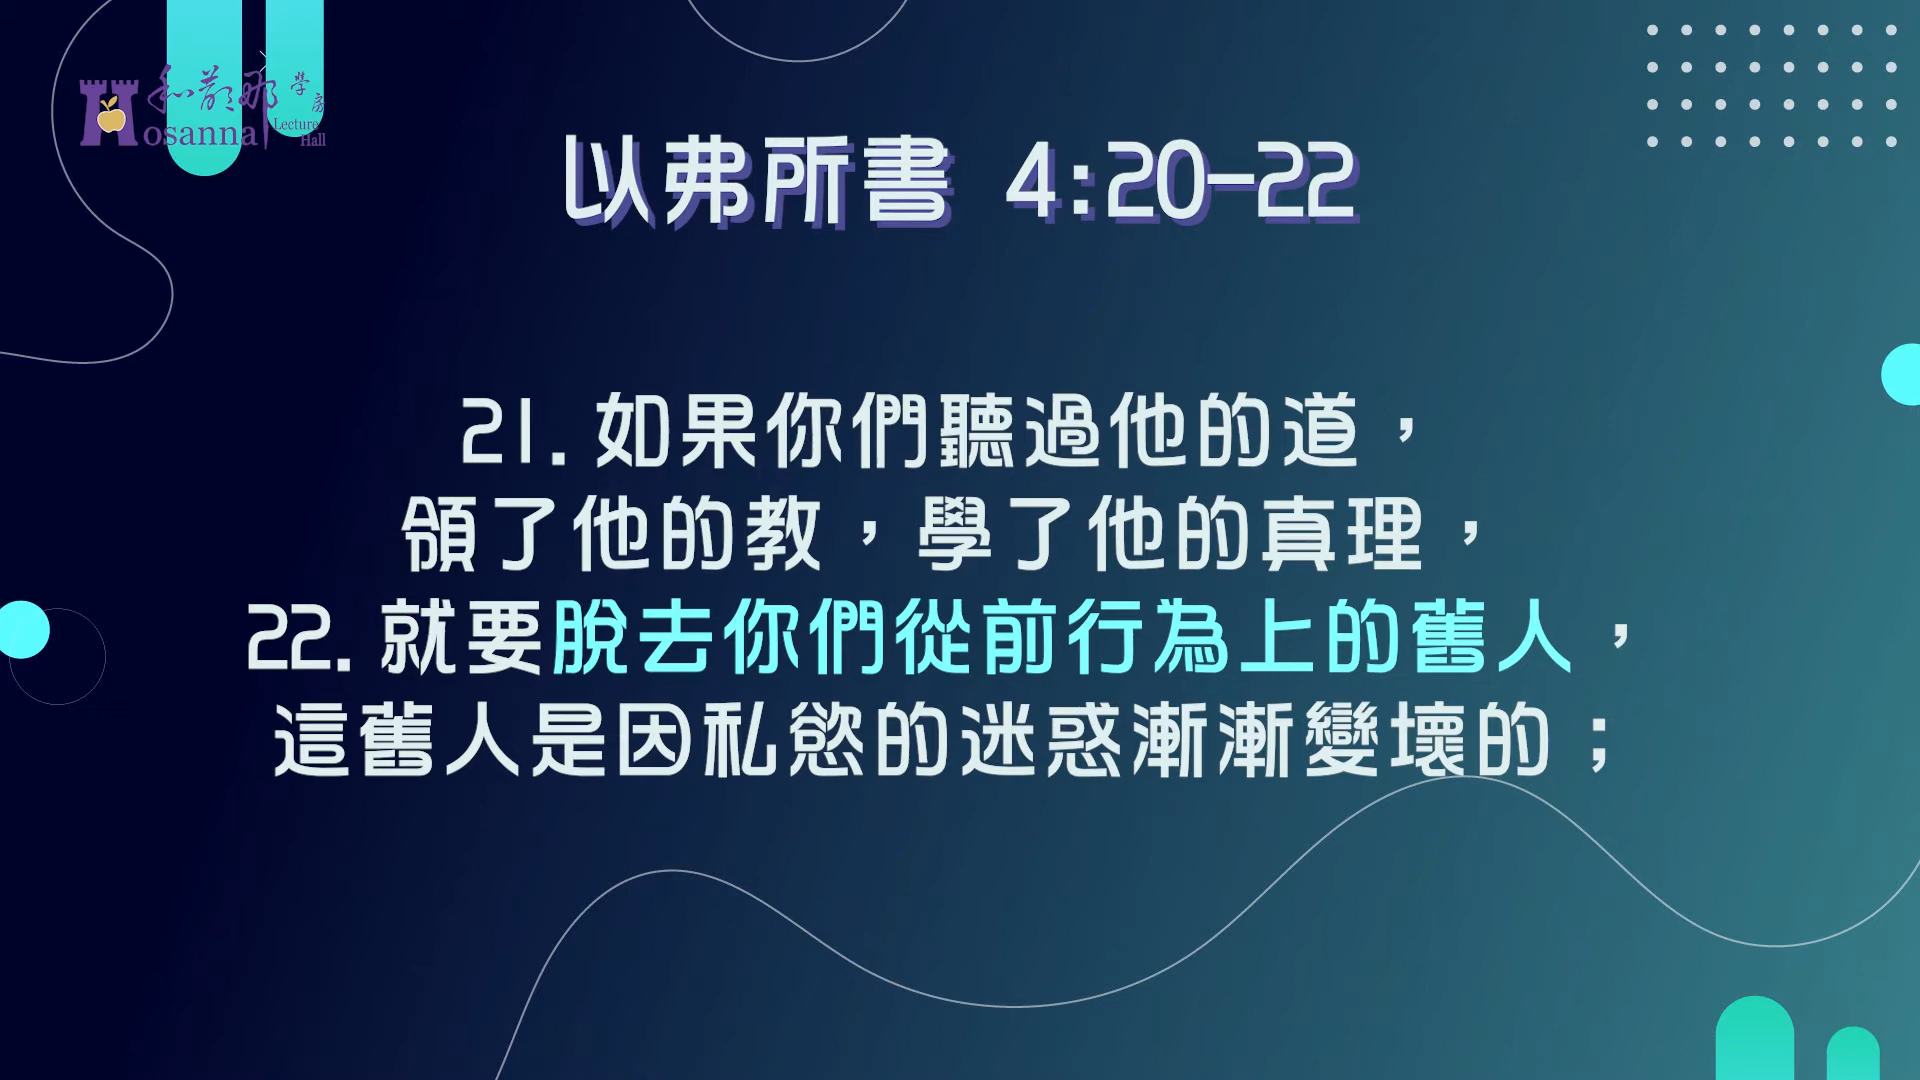 和散那學房
Hosanna Lecture Hall
以弗所書 4:20-22
21.如果你們聽過他的道，
領了他的教，學了他的真理，
22.就要脫去你們從前行為上的舊人，
這舊人是因私慾的迷惑漸漸變壞的；